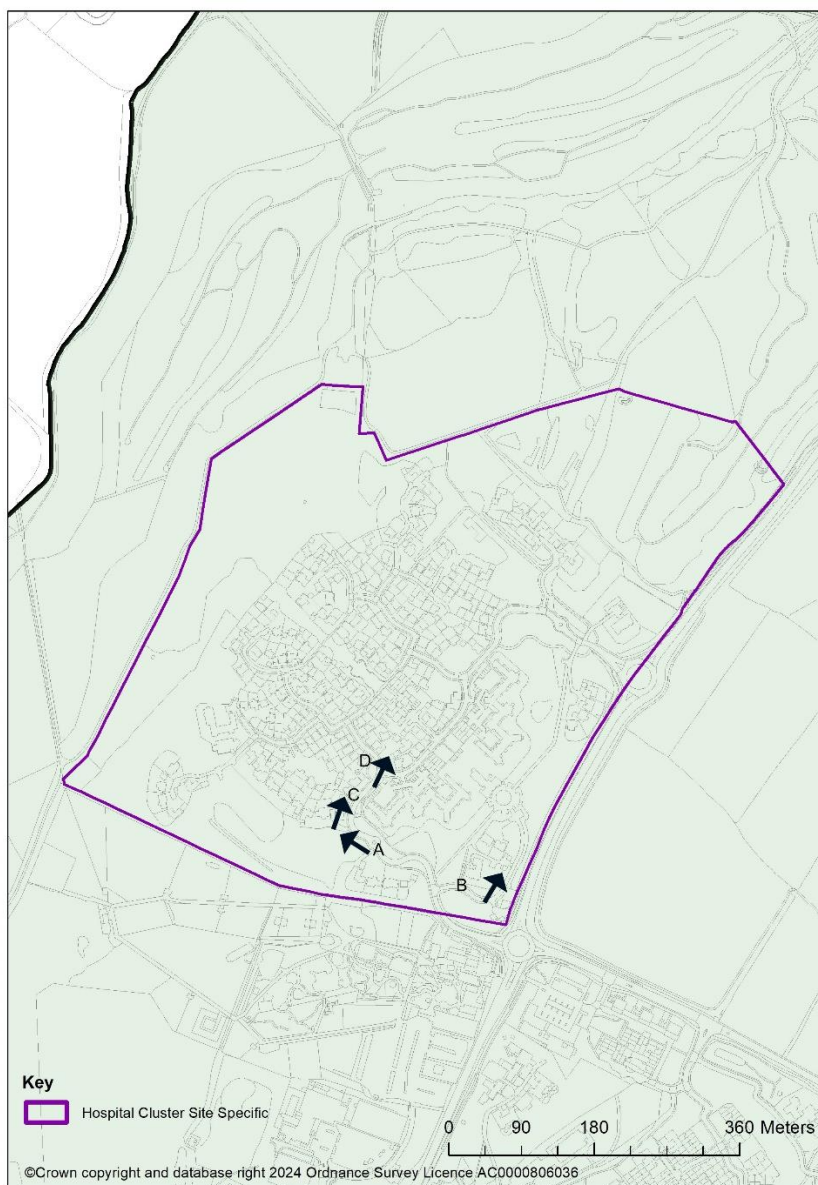 D
C
A
B
Key
Hospital Cluster Site Specific
0 90 180 360 Meters
©Crown copyright and database right 2024 Ordnance Survey Licence AC0000806036